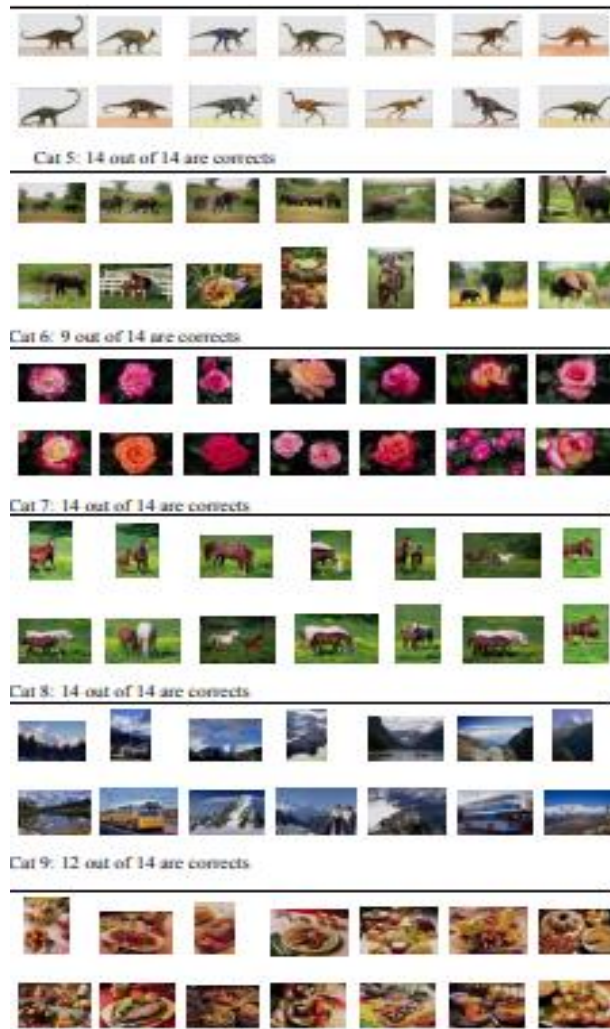 Cat 5: 14 out of 14 are corrects
Cat 6: 9 out of 14 are corrects
Cat 7: 14 out of 14 are corrects
Cat 8: 14 out of 14 are corrects
Cat 9: 12 out of 14 are corrects